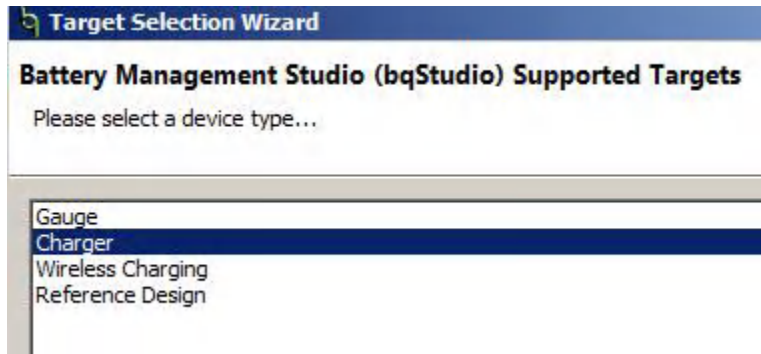 Target Selection Wizard
Battery Management Studio (bqStudio) Supported Targets
Please select a device type...
Gauge
Charger
Wireless Charging
Reference Design